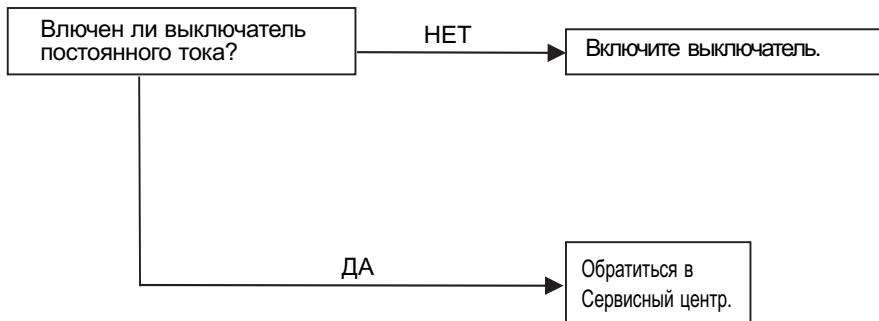 Влючен ли выключатель
постоянного тока?
НЕТ
Включите выключатель.
ДА
Обратиться в
Сервисный центр.